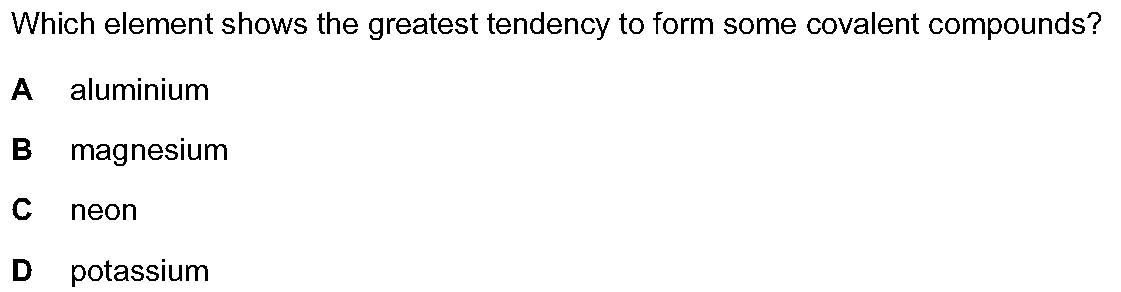 Which element shows the greatest tendency to form some covalent compounds?
A aluminium
B magnesium
C neon
D potassium